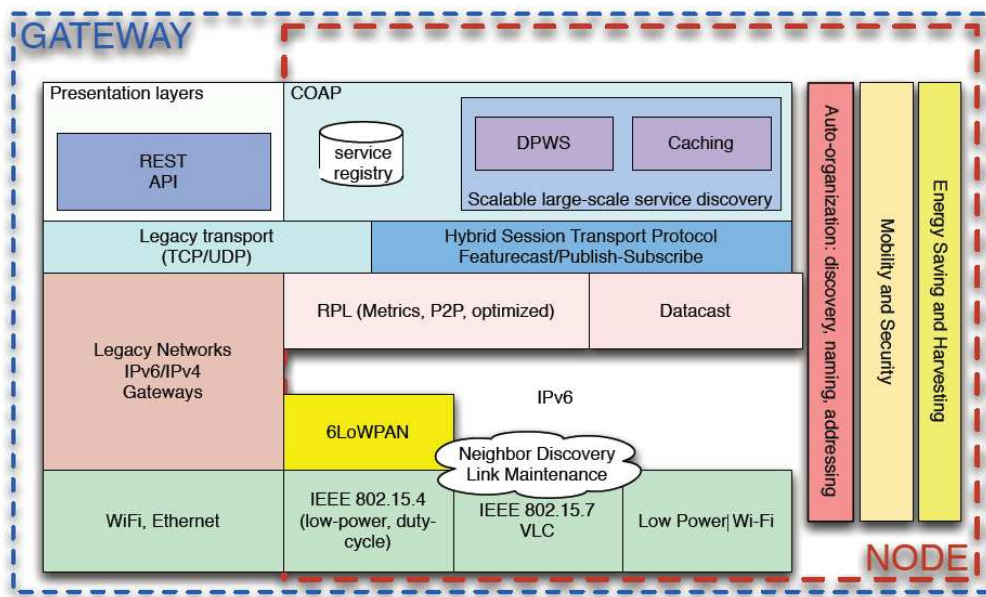 GATEWAY
Presentation layers
REST
API
COAP
service
registry
DPWS
Caching
Scalable large-scale service discovery
Legacy transport
(TCP/UDP)
Hybrid Session Transport Protocol
Featurecast/Publish-Subscribe
Legacy Networks
IPv6/IPv4
Gateways
RPL (Metrics, P2P, optimized)
Datacast
IPv6
6LoWPAN
Neighbor Discovery
Link Maintenance
WiFi, Ethernet
IEEE 802.15.4
(low-power, duty-
cycle)
IEEE 802.15.7
VLC
Low Power Wi-Fi
Auto-organization: discovery, naming, addressing
Mobility and Security
Energy Saving and Harvesting
NODE